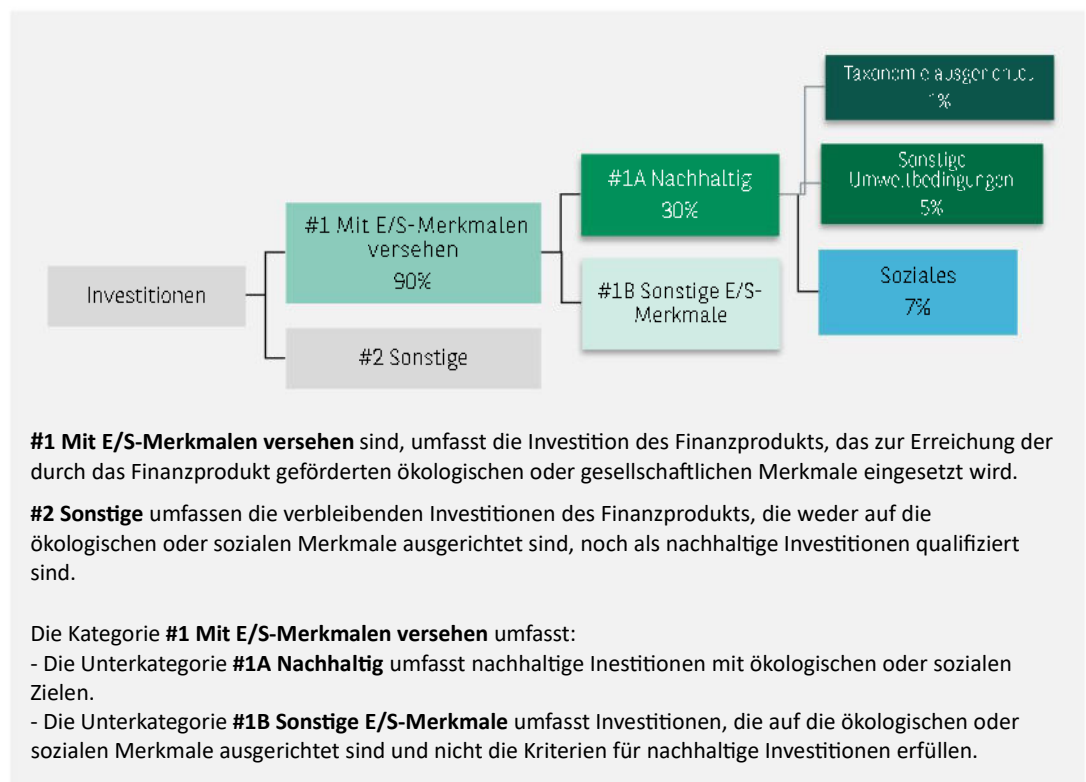 Taxonomie ausgerichtet
1%
Sonstige
Umweltbedingungen
5%
#1A Nachhaltig
30%
#1 Mit E/S-Merkmalen
versehen
90%
Soziales
7%
Investitionen
#1B Sonstige E/S-
Merkmale
#2 Sonstige
#1 Mit E/S-Merkmalen versehen sind, umfasst die Investition des Finanzprodukts, das zur Erreichung der
durch das Finanzprodukt geförderten ökologischen oder gesellschaftlichen Merkmale eingesetzt wird.
#2 Sonstige umfassen die verbleibenden Investitionen des Finanzprodukts, die weder auf die
ökologischen oder sozialen Merkmale ausgerichtet sind, noch als nachhaltige Investitionen qualifiziert
sind.
Die Kategorie #1 Mit E/S-Merkmalen versehen umfasst:
- Die Unterkategorie #1A Nachhaltig umfasst nachhaltige Inestitionen mit ökologischen oder sozialen
Zielen.
- Die Unterkategorie #1B Sonstige E/S-Merkmale umfasst Investitionen, die auf die ökologischen oder
sozialen Merkmale ausgerichtet sind und nicht die Kriterien für nachhaltige Investitionen erfüllen.